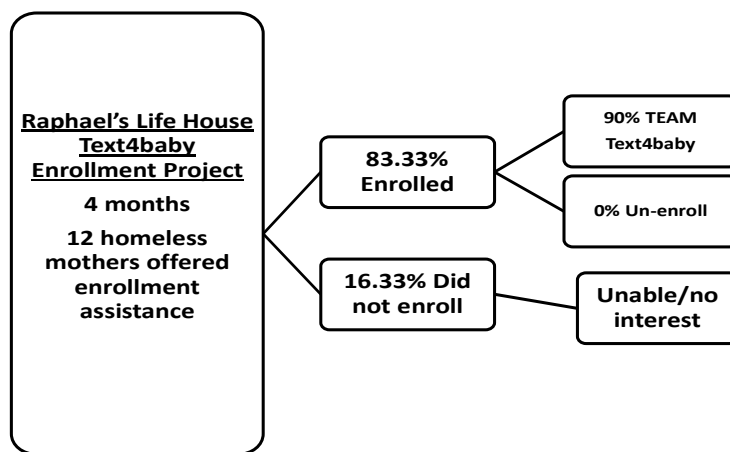 Raphael’s Life House
Text4baby
Enrollment Project
4 months
12 homeless
mothers offered
enrollment
assistance
83.33%
Enrolled
16.33% Did
not enroll
90% TEAM
Text4baby
0% Un-enroll
Unable/no
interest